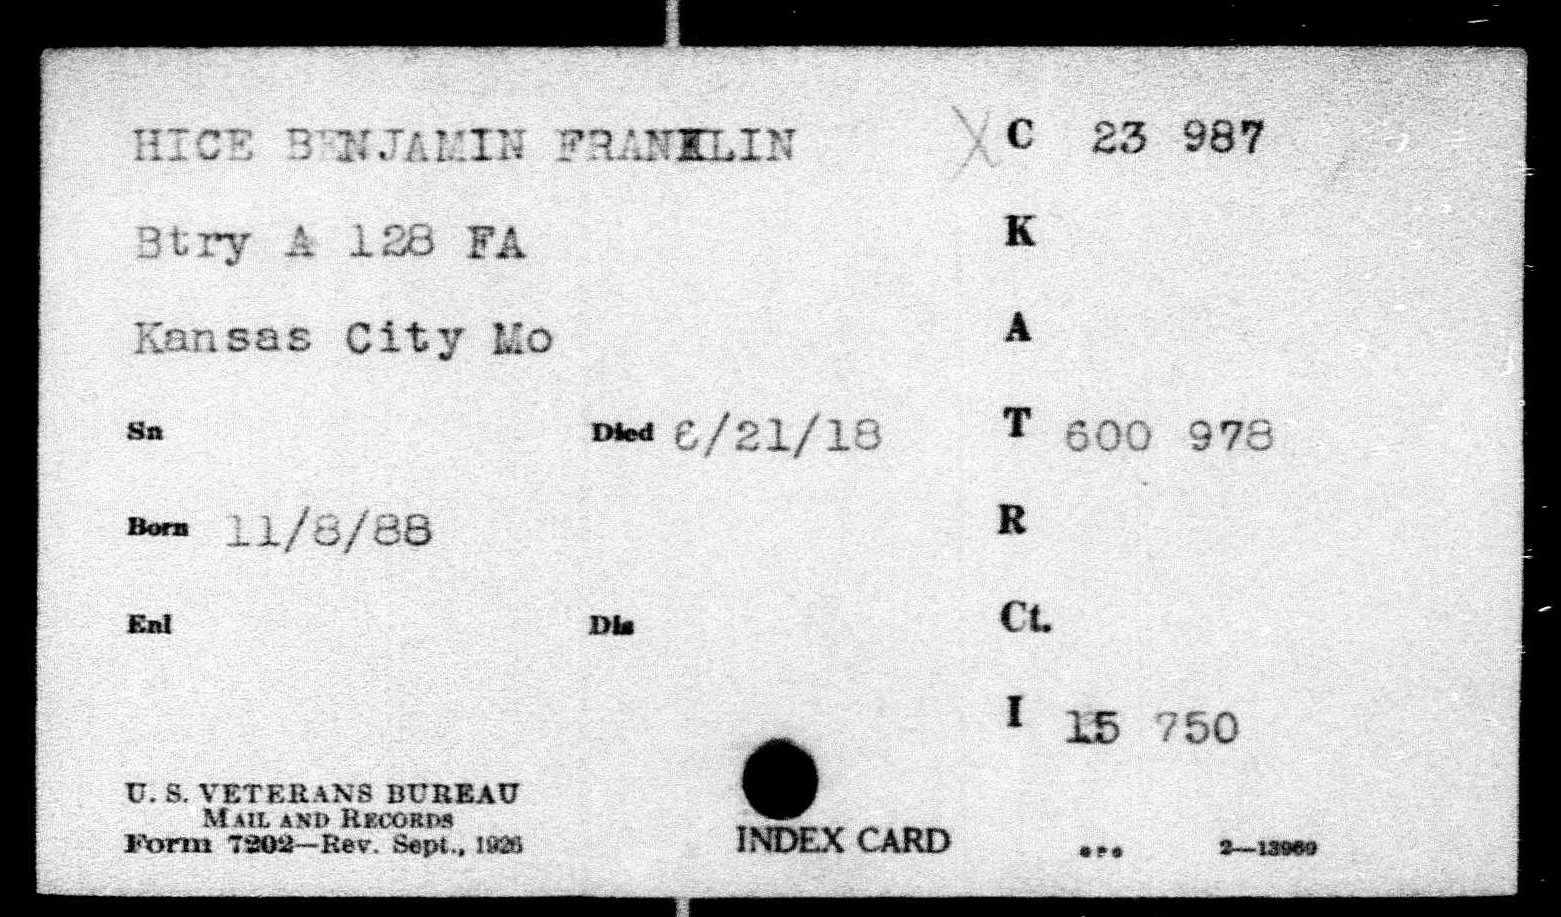 HICE BENJAMIN FRANKLIN
X C 23 987
Btry A 128 FA
K
Kansas City Mo
A
Sn
Died 6/21/18
T 600 978
Born 11/8/88
R
Enl
Dis
Ct.
I 15 750
U. S. VETERANS BUREAU
MAIL AND RECORDS
Form 7202—Rev. Sept., 1926
INDEX CARD
2—13969